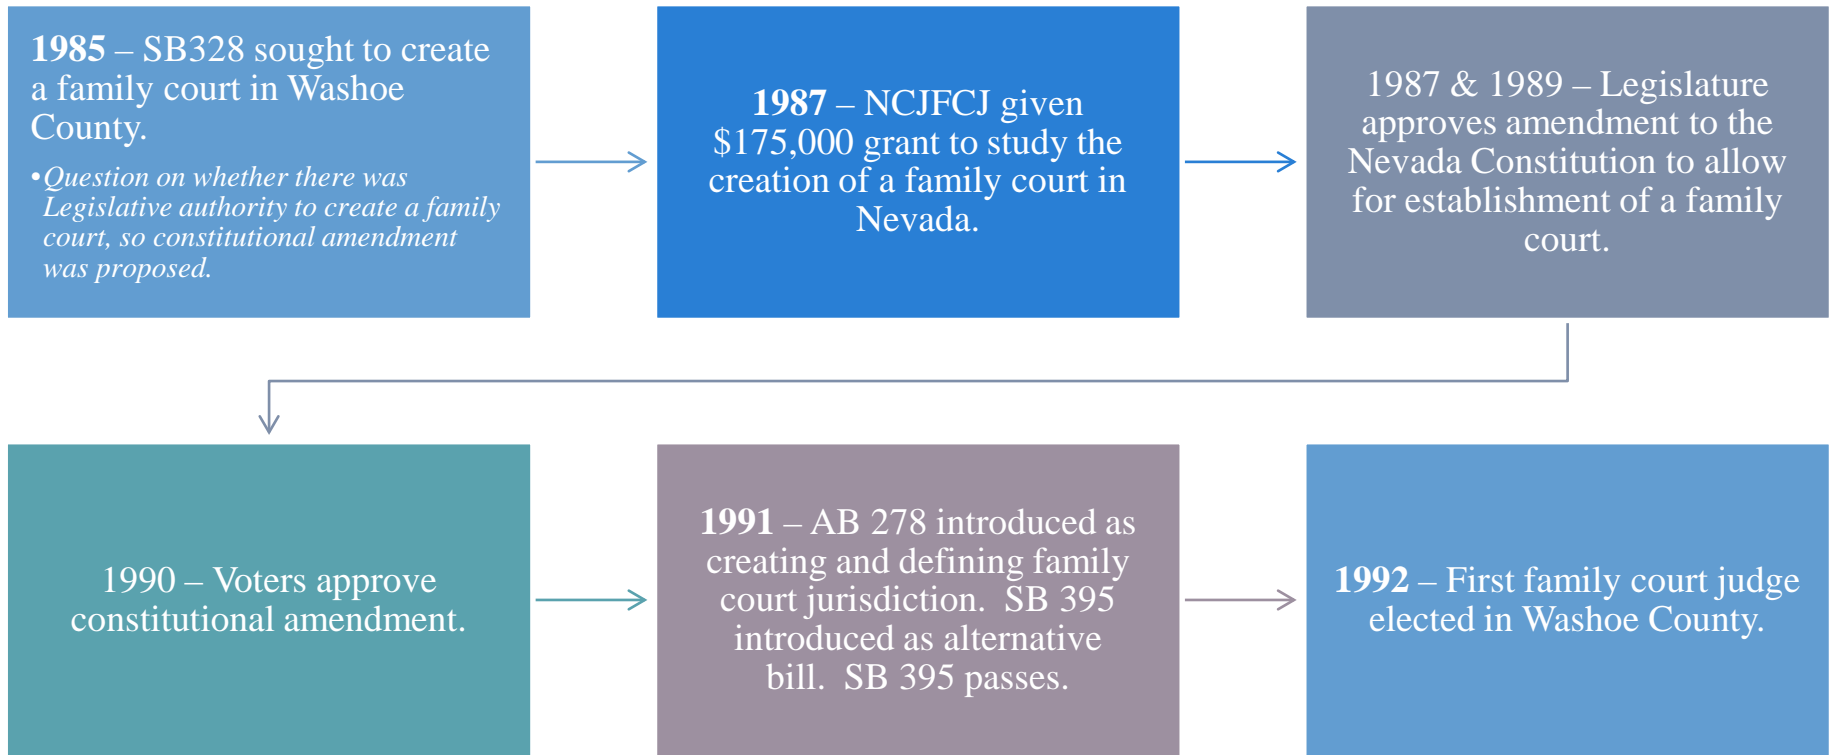 1985 – SB328 sought to create
a family court in Washoe
County.
•Question on whether there was
Legislative authority to create a family
court, so constitutional amendment
was proposed.
1987 – NCJFCJ given
$175,000 grant to study the
creation of a family court in
Nevada.
1987 & 1989 – Legislature
approves amendment to the
Nevada Constitution to allow
for establishment of a family
court.
1990 – Voters approve
constitutional amendment.
1991 – AB 278 introduced as
creating and defining family
court jurisdiction.  SB 395
introduced as alternative
bill.  SB 395 passes.
1992 – First family court judge
elected in Washoe County.